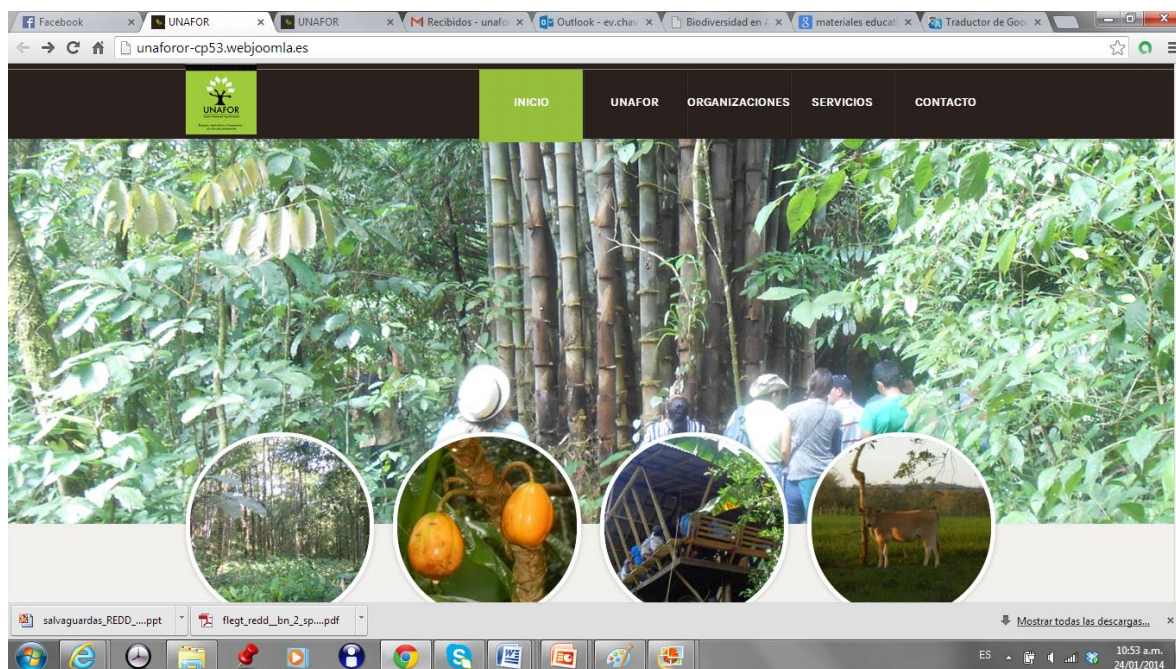 Facebook
UNAFOR
UNAFOR
Recibidos - unafo
Outlook - ev.chav
Biodiversidad en
materiales educat
Traductor de Goo
unaforor-cp53.webjoomla.es
UNAFOR
INICIO
UNAFOR
ORGANIZACIONES
SERVICIOS
CONTACTO
salvaguardas_REDD_....ppt
flegt_redd__bn_2_sp....pdf
Mostrar todas las descargas...
ES
10:53 a.m.
24/01/2014